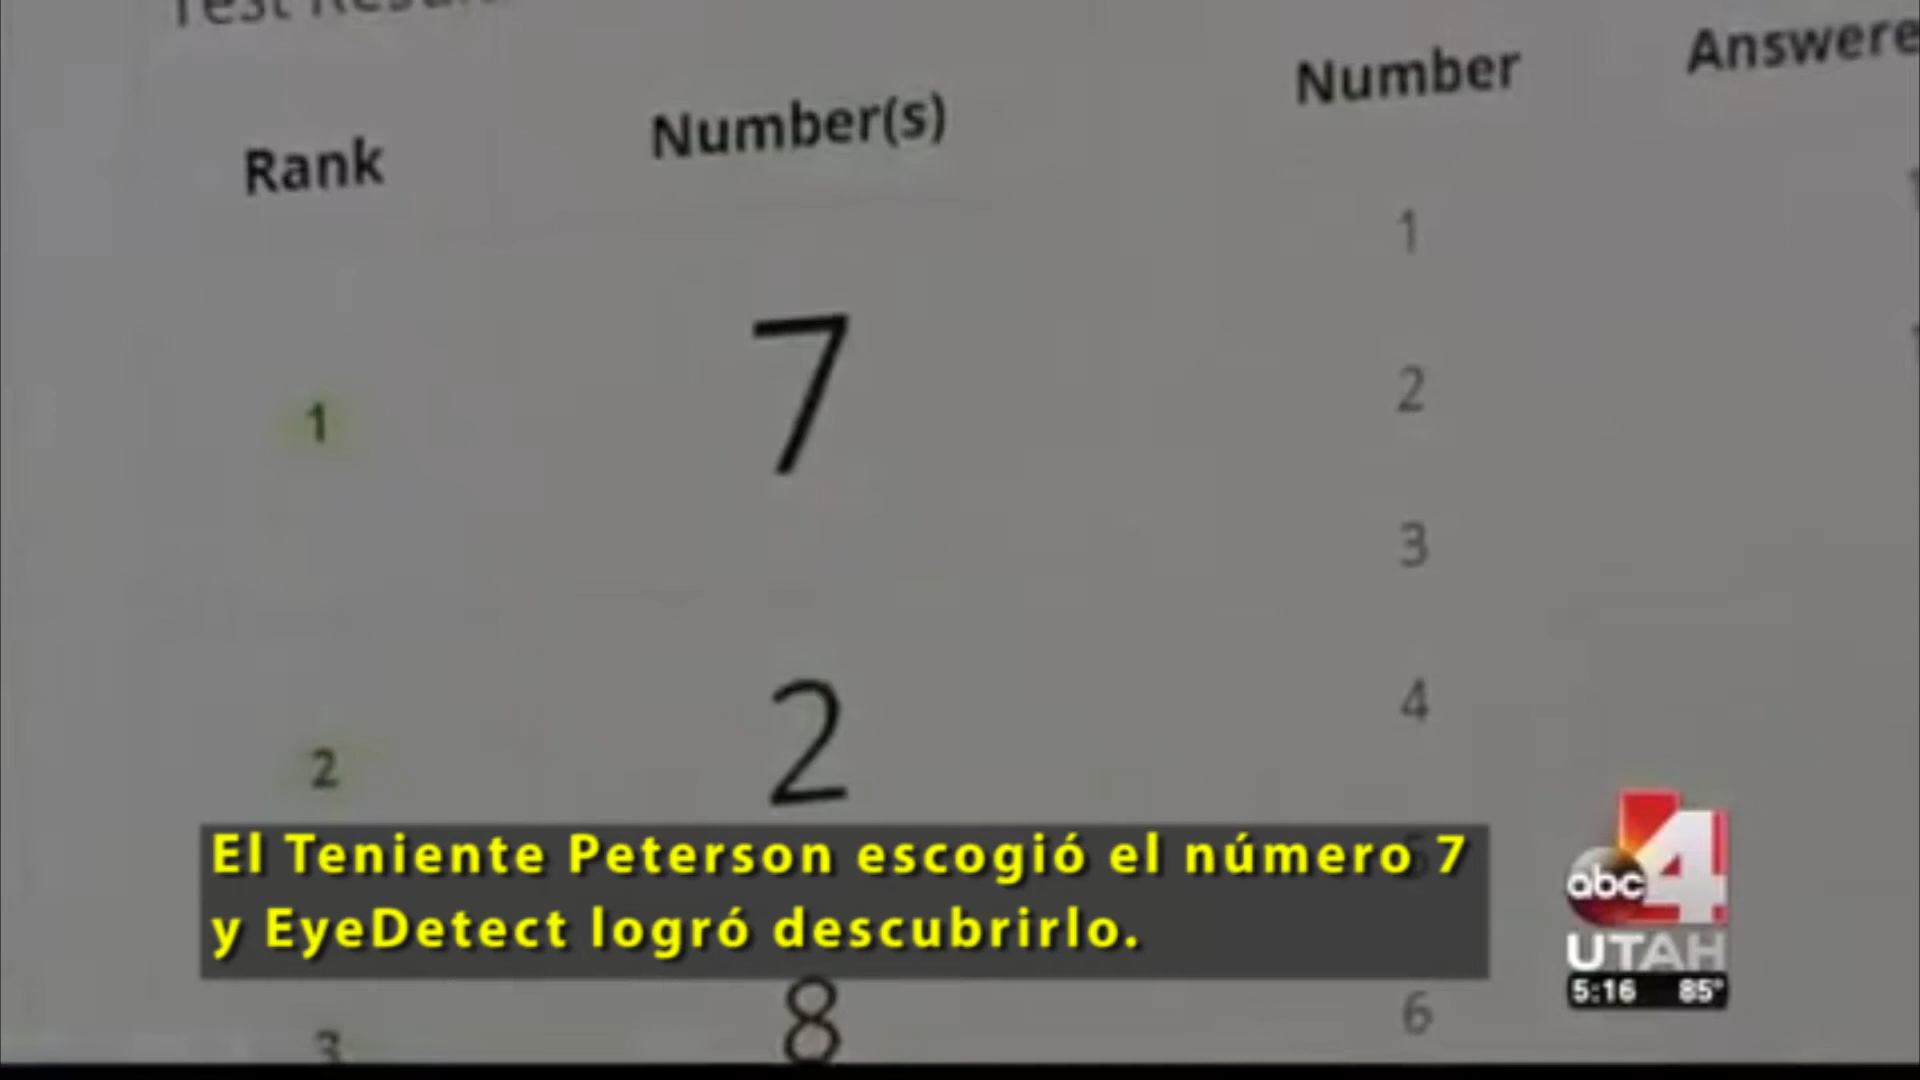 Rank
Number(s)
Number
1
7
1
2
3
2
2
4
3
8
6
El Teniente Peterson escogió el número 7
y EyeDetect logró descubrirlo.
abc 4
UTAH
5:16 85°